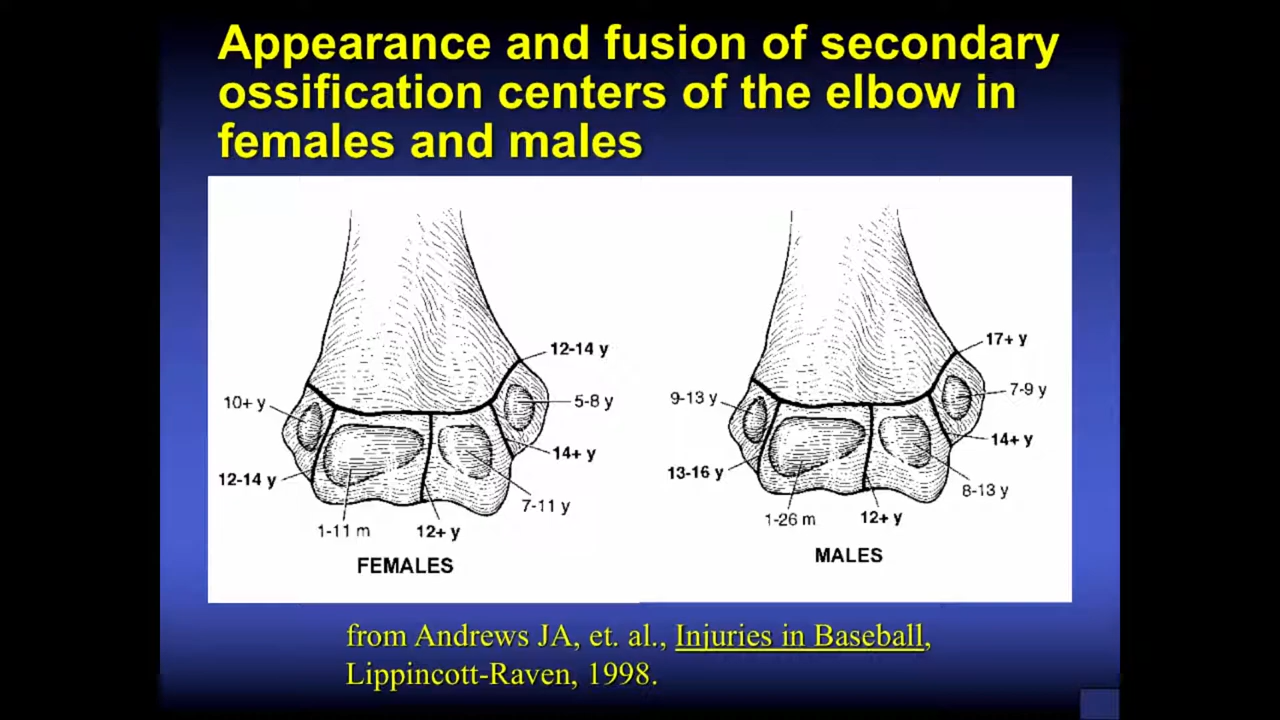 Appearance and fusion of secondary
ossification centers of the elbow in
females and males
12-14 y
10+ y
5-8 y
14+ y
12-14 y
7-11 y
1-11 m
12+ y
FEMALES
17+ y
9-13 y
7-9 y
14+ y
13-16 y
8-13 y
1-26 m
12+ y
MALES
from Andrews JA, et. al., Injuries in Baseball,
Lippincott-Raven, 1998.